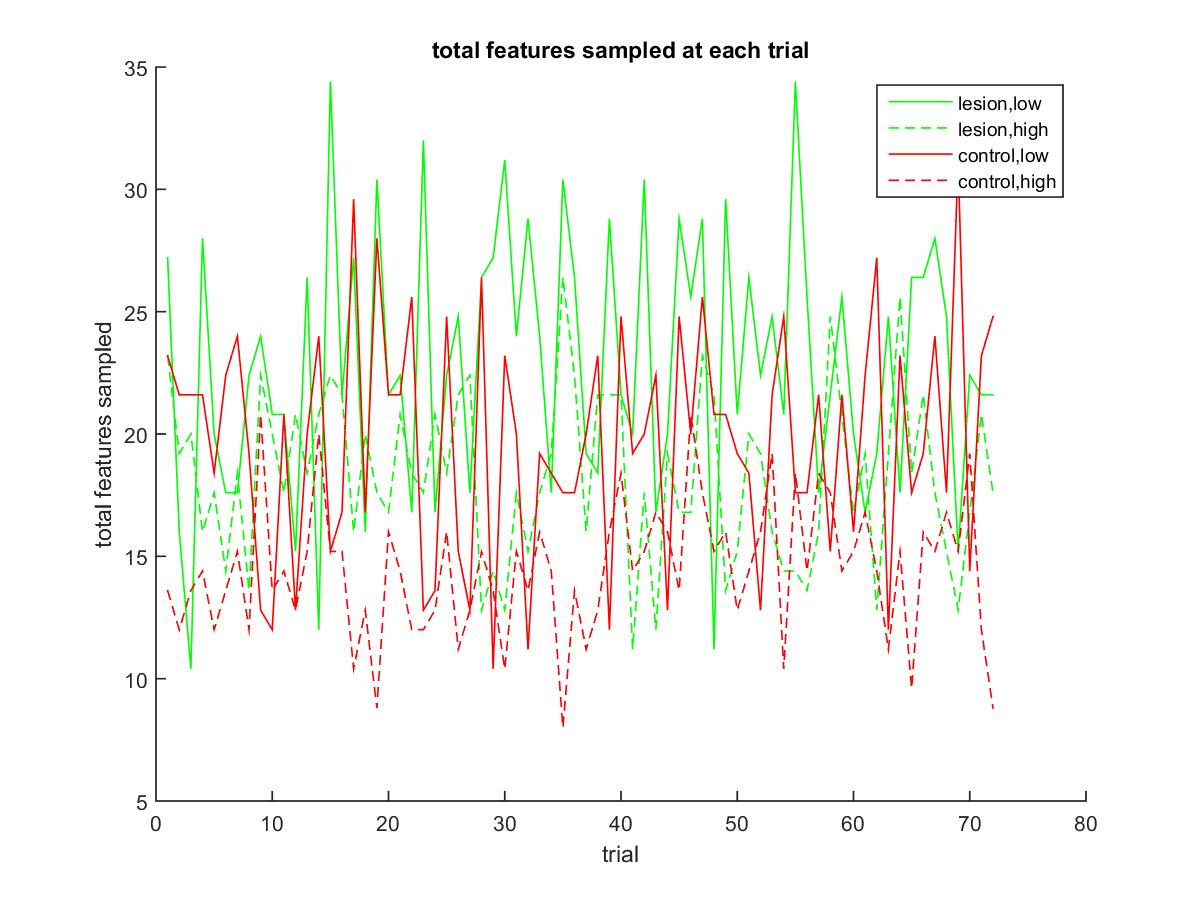 total features sampled at each trial
35
30
25
20
15
10
5
total features sampled
0 10 20 30 40 50 60 70 80
trial
lesion,low
lesion,high
control,low
control,high